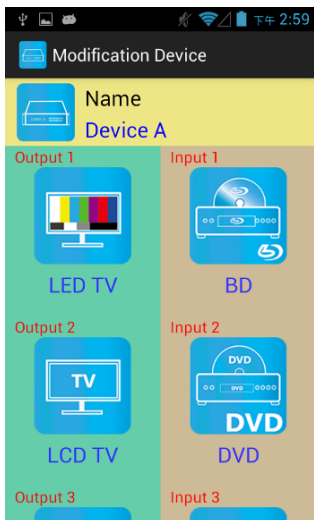 下午 2:59
Modification Device
Name
Device A
Output 1
Input 1
LED TV
BD
Output 2
Input 2
TV
DVD
DVD
DVD
LCD TV
DVD
Output 3
Input 3